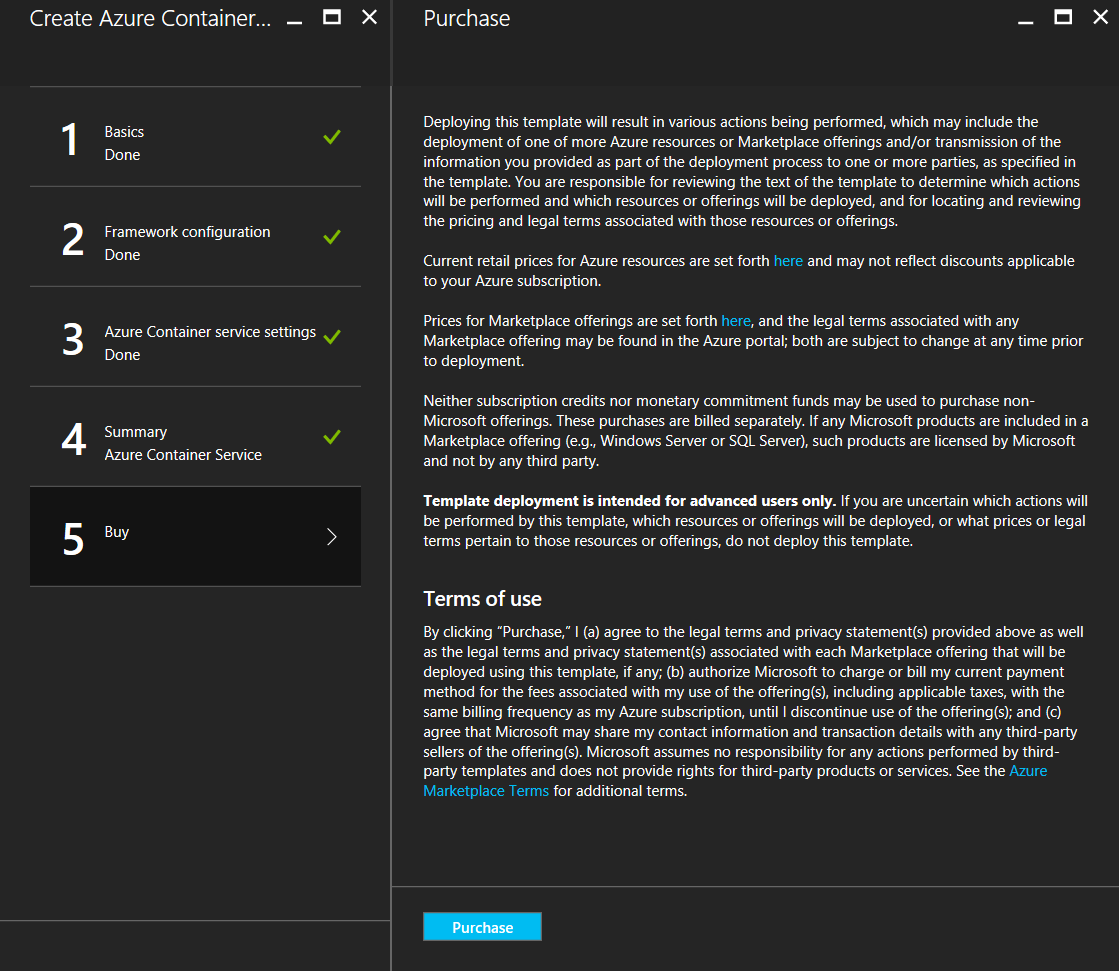 Create Azure Container...
1
Basics
Done
2
Framework configuration
Done
3
Azure Container service settings
Done
4
Summary
Azure Container Service
5
Buy
Purchase
Deploying this template will result in various actions being performed, which may include the
deployment of one of more Azure resources or Marketplace offerings and/or transmission of the
information you provided as part of the deployment process to one or more parties, as specified in
the template. You are responsible for reviewing the text of the template to determine which actions
will be performed and which resources or offerings will be deployed, and for locating and reviewing
the pricing and legal terms associated with those resources or offerings.
Current retail prices for Azure resources are set forth here and may not reflect discounts applicable
to your Azure subscription.
Prices for Marketplace offerings are set forth here, and the legal terms associated with any
Marketplace offering may be found in the Azure portal; both are subject to change at any time prior
to deployment.
Neither subscription credits nor monetary commitment funds may be used to purchase non-
Microsoft offerings. These purchases are billed separately. If any Microsoft products are included in a
Marketplace offering (e.g., Windows Server or SQL Server), such products are licensed by Microsoft
and not by any third party.
Template deployment is intended for advanced users only. If you are uncertain which actions will
be performed by this template, which resources or offerings will be deployed, or what prices or legal
terms pertain to those resources or offerings, do not deploy this template.
Terms of use
By clicking “Purchase,” I (a) agree to the legal terms and privacy statement(s) provided above as well
as the legal terms and privacy statement(s) associated with each Marketplace offering that will be
deployed using this template, if any; (b) authorize Microsoft to charge or bill my current payment
method for the fees associated with my use of the offering(s), including applicable taxes, with the
same billing frequency as my Azure subscription, until I discontinue use of the offering(s); and (c)
agree that Microsoft may share my contact information and transaction details with any third-party
sellers of the offering(s). Microsoft assumes no responsibility for any actions performed by third-
party templates and does not provide rights for third-party products or services. See the Azure
Marketplace Terms for additional terms.
Purchase